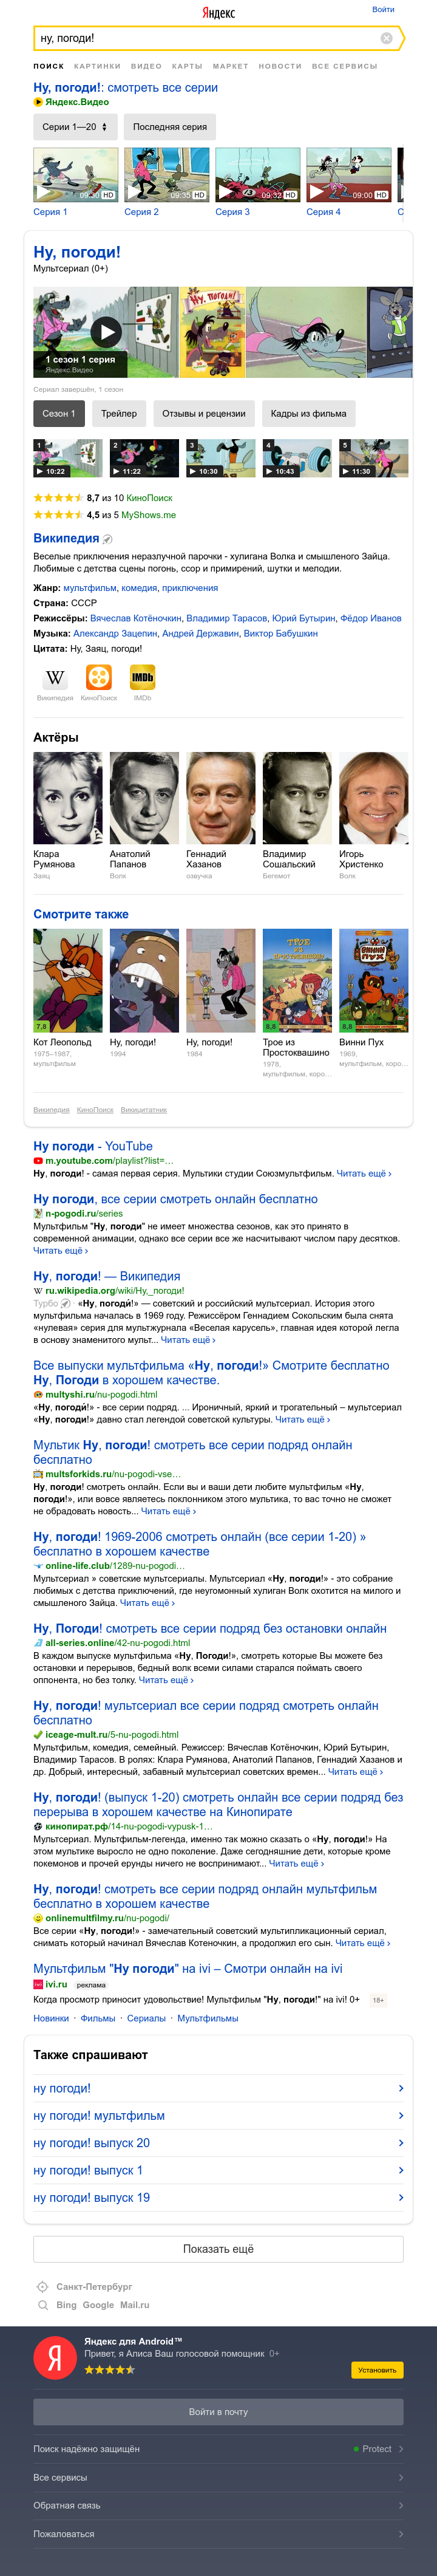 Яндекс
Войти
ну, погоди!
ПОИСК КАРТИНКИ ВИДЕО КАРТЫ МАРКЕТ НОВОСТИ ВСЕ СЕРВИСЫ
Ну, погоди!: смотреть все серии
Яндекс.Видео
Серии 1—20 Последняя серия
HD HD 09:32 HD 09:00 HD
Серия 1 Серия 2 Серия 3 Серия 4 С
Ну, погоди!
Мультсериал (0+)
1 сезон 1 серия
Яндекс.Видео
Сериал завершён, 1 сезон
Сезон 1 Трейлер Отзывы и рецензии Кадры из фильма
1 2 3 4 5
10:22 11:22 10:30 10:43 11:30
8,7 из 10 КиноПоиск
4,5 из 5 MyShows.me
Википедия
Веселые приключения неразлучной парочки - хулигана Волка и смышленого Зайца.
Любимые с детства сцены погонь, ссор и примирений, шутки и мелодии.
Жанр: мультфильм, комедия, приключения
Страна: СССР
Режиссёры: Вячеслав Котёночкин, Владимир Тарасов, Юрий Бутырин, Фёдор Иванов
Музыка: Александр Зацепин, Андрей Державин, Виктор Бабушкин
Цитата: Ну, Заяц, погоди!
W IMDb
Википедия КиноПоиск IMDb
Актёры
Клара Румянова
Заяц
Анатолий Папанов
Волк
Геннадий Хазанов
озвучка
Владимир Сошальский
Бегемот
Игорь Христенко
Волк
Смотрите также
7,8 8,8 8,8
Кот Леопольд
1975–1987,
мультфильм
Ну, погоди!
1994
Ну, погоди!
1984
Трое из Простоквашино
1978,
мультфильм, коро…
Винни Пух
1969,
мультфильм, коро…
Википедия КиноПоиск Викицитатник
Ну погоди - YouTube
m.youtube.com/playlist?list=…
Ну, погоди! - самая первая серия. Мультики студии Союзмультфильм. Читать ещё ›
Ну погоди, все серии смотреть онлайн бесплатно
n-pogodi.ru/series
Мультфильм "Ну, погоди" не имеет множества сезонов, как это принято в
современной анимации, однако все серии все же насчитывают числом пару десятков.
Читать ещё ›
Ну, погоди! — Википедия
ru.wikipedia.org/wiki/Ну,_погоди!
Турбо · «Ну, погоди́!» — советский и российский мультсериал. История этого
мультфильма началась в 1969 году. Режиссёром Геннадием Сокольским была снята
«нулевая» серия для мультжурнала «Веселая карусель», главная идея которой легла
в основу знаменитого мульт... Читать ещё ›
Все выпуски мультфильма «Ну, погоди!» Смотрите бесплатно
Ну, Погоди в хорошем качестве.
multyshi.ru/nu-pogodi.html
«Ну, погоди!» - все серии подряд. ... Ироничный, яркий и трогательный – мультсериал
«Ну, погоди!» давно стал легендой советской культуры. Читать ещё ›
Мультик Ну, погоди! смотреть все серии подряд онлайн
бесплатно
multsforkids.ru/nu-pogodi-vse…
Ну, погоди! смотреть онлайн. Если вы и ваши дети любите мультфильм «Ну,
погоди!», или вовсе являетесь поклонником этого мультика, то вас точно не сможет
не обрадовать новость... Читать ещё ›
Ну, погоди! 1969-2006 смотреть онлайн (все серии 1-20) »
бесплатно в хорошем качестве
online-life.club/1289-nu-pogodi…
Мультсериал » советские мультсериалы. Мультсериал «Ну, погоди!» - это собрание
любимых с детства приключений, где неугомонный хулиган Волк охотится на милого и
смышленого Зайца. Читать ещё ›
Ну, Погоди! смотреть все серии подряд без остановки онлайн
all-series.online/42-nu-pogodi.html
В каждом выпуске мультфильма «Ну, Погоди!», смотреть которые Вы можете без
остановки и перерывов, бедный волк всеми силами старался поймать своего
оппонента, но без толку. Читать ещё ›
Ну, погоди! мультсериал все серии подряд смотреть онлайн
бесплатно
iceage-mult.ru/5-nu-pogodi.html
Мультфильм, комедия, семейный. Режиссер: Вячеслав Котёночкин, Юрий Бутырин,
Владимир Тарасов. В ролях: Клара Румянова, Анатолий Папанов, Геннадий Хазанов и
др. Добрый, интересный, забавный мультсериал советских времен... Читать ещё ›
Ну, погоди! (выпуск 1-20) смотреть онлайн все серии подряд без
перерыва в хорошем качестве на Кинопирате
кинопират.рф/14-nu-pogodi-vypusk-1…
Мультсериал. Мультфильм-легенда, именно так можно сказать о «Ну, погоди!» На
этом мультике выросло не одно поколение. Даже сегодняшние дети, которые кроме
покемонов и прочей ерунды ничего не воспринимают... Читать ещё ›
Ну, погоди! смотреть все серии подряд онлайн мультфильм
бесплатно в хорошем качестве
onlinemultfilmy.ru/nu-pogodi/
Все серии «Ну, погоди!» - замечательный советский мультипликационный сериал,
снимать который начинал Вячеслав Котеночкин, а продолжил его сын. Читать ещё ›
Мультфильм "Ну погоди" на ivi – Смотри онлайн на ivi
ivi.ru реклама
Когда просмотр приносит удовольствие! Мультфильм "Ну, погоди!" на ivi! 0+ 18+
Новинки · Фильмы · Сериалы · Мультфильмы
Также спрашивают
ну погоди!
ну погоди! мультфильм
ну погоди! выпуск 20
ну погоди! выпуск 1
ну погоди! выпуск 19
Показать ещё
Санкт-Петербург
Bing Google Mail.ru
Я
Яндекс для Android™
Привет, я Алиса Ваш голосовой помощник 0+
Установить
Войти в почту
Поиск надёжно защищён Protect
Все сервисы
Обратная связь
Пожаловаться